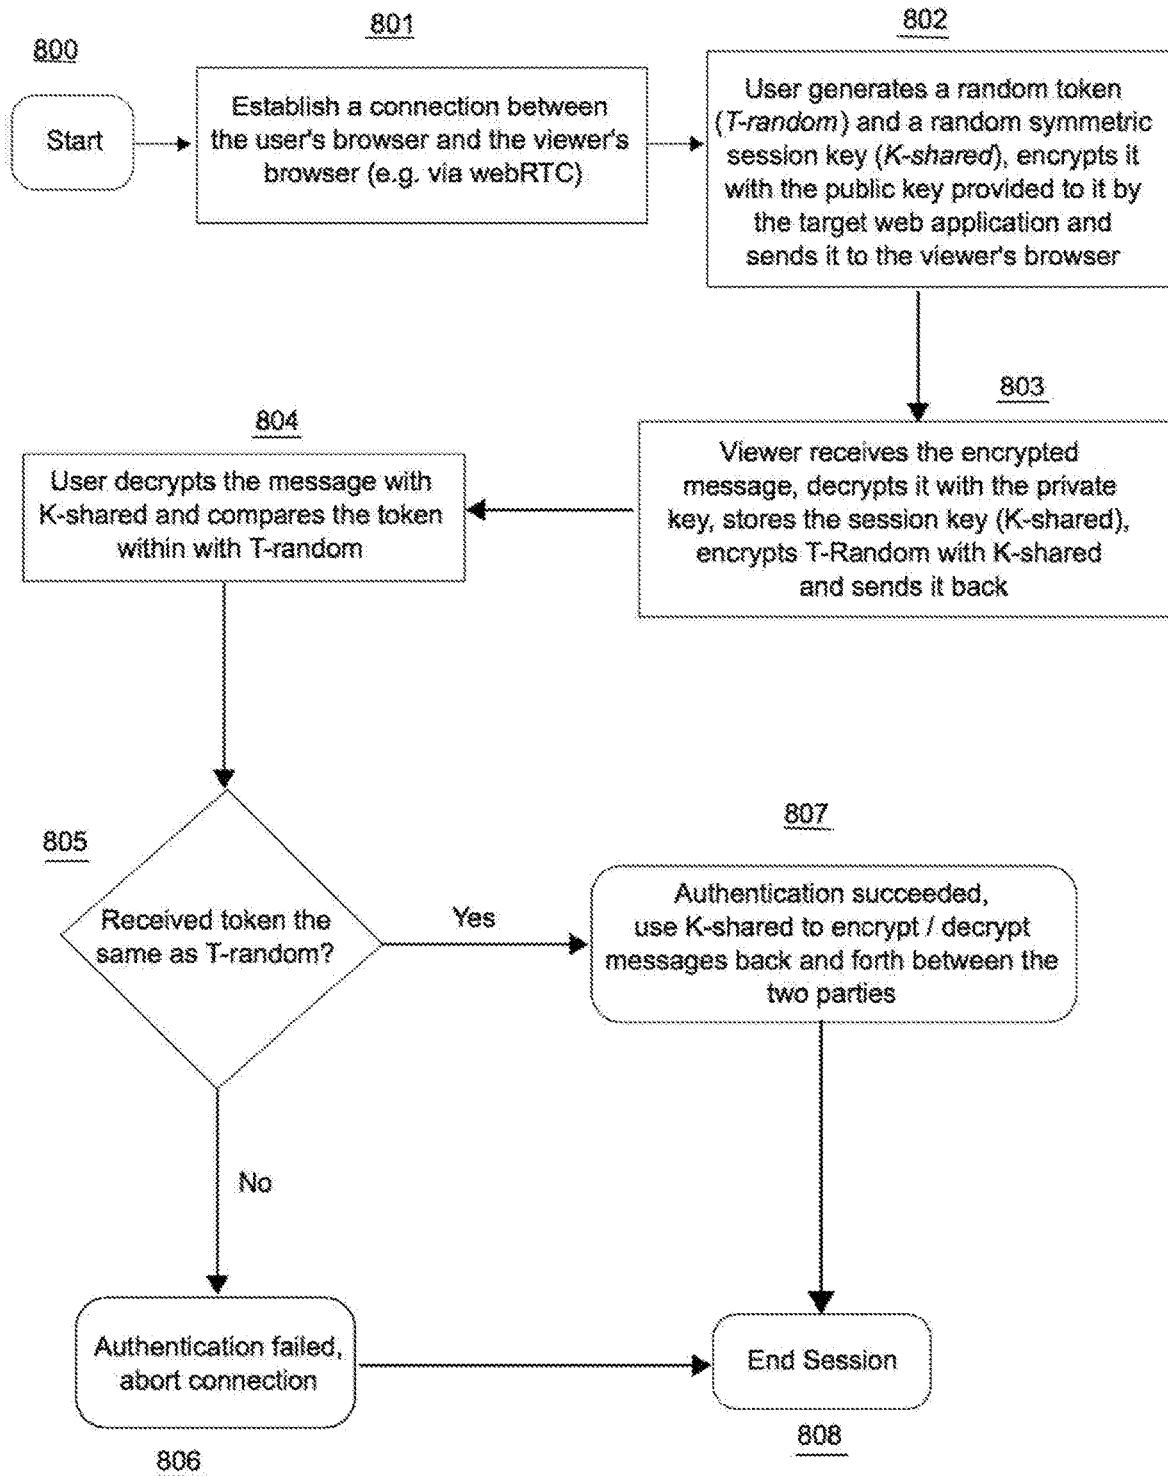 800
Start
801
Establish a connection between
the user's browser and the viewer's
browser (e.g. via webRTC)
802
User generates a random token
(T-random) and a random symmetric
session key (K-shared), encrypts it
with the public key provided to it by
the target web application and
sends it to the viewer's browser
803
Viewer receives the encrypted
message, decrypts it with the private
key, stores the session key (K-shared),
encrypts T-Random with K-shared
and sends it back
804
User decrypts the message with
K-shared and compares the token
within with T-random
805
Received token the
same as T-random?
Yes
807
Authentication succeeded,
use K-shared to encrypt / decrypt
messages back and forth between the
two parties
No
Authentication failed,
abort connection
806
End Session
808